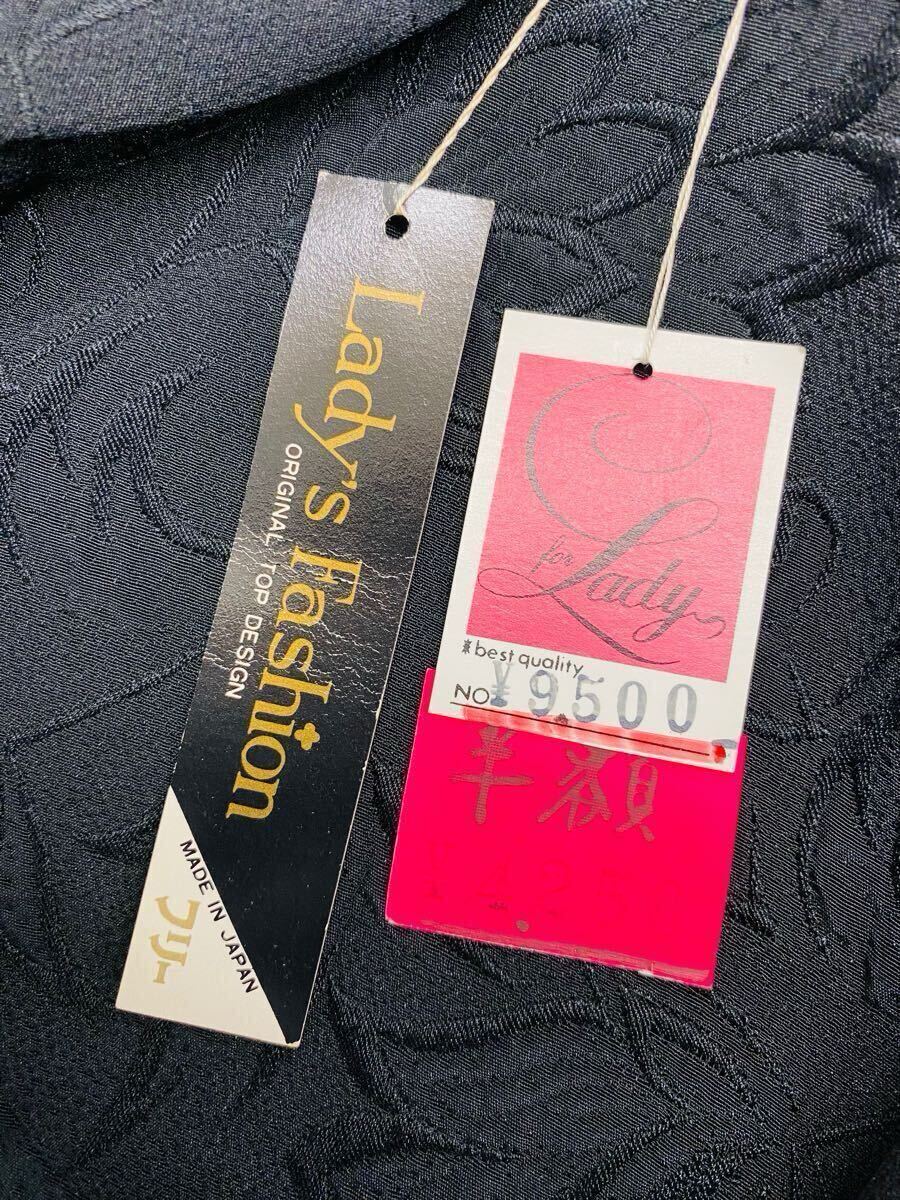 Lady's Fashion
ORIGINAL TOP DESIGN
MADE IN JAPAN
フリー
for Lady
best quality
NO ¥9500
半額
¥4250